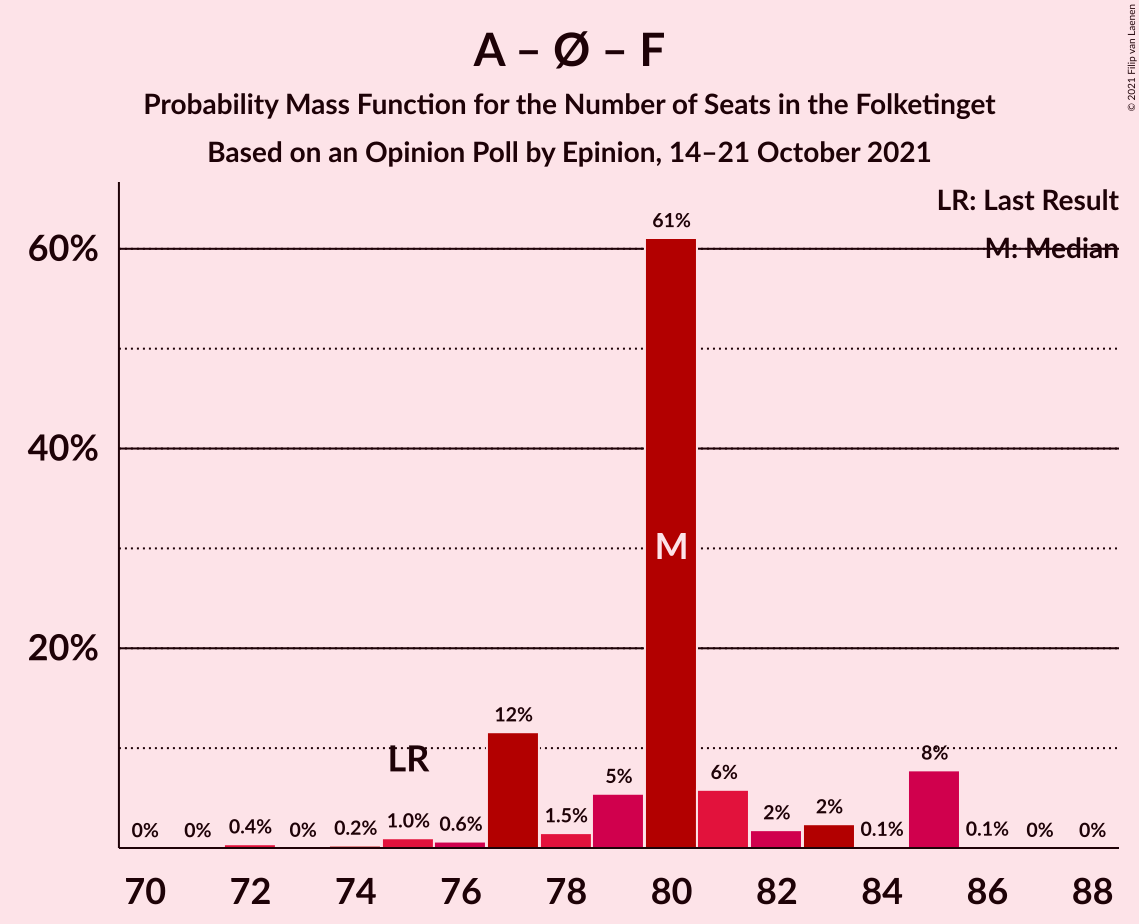 A – Ø – F
Probability Mass Function for the Number of Seats in the Folketinget
Based on an Opinion Poll by Epinion, 14–21 October 2021
© 2021 Filip van Laenen
LR: Last Result
M: Median
60%
40%
20%
61%
M
LR
0% 0% 0.4% 0% 0.2% 1.0% 0.6% 12% 1.5% 5% 6% 2% 2% 0.1% 8% 0.1% 0% 0%
70 72 74 76 78 80 82 84 86 88